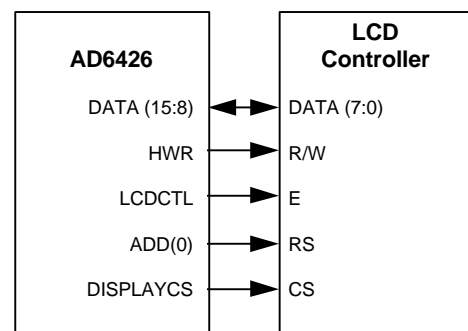 AD6426
LCD
Controller
DATA (15:8)
DATA (7:0)
HWR
R/W
LCDCTL
E
ADD(0)
RS
DISPLAYCS
CS